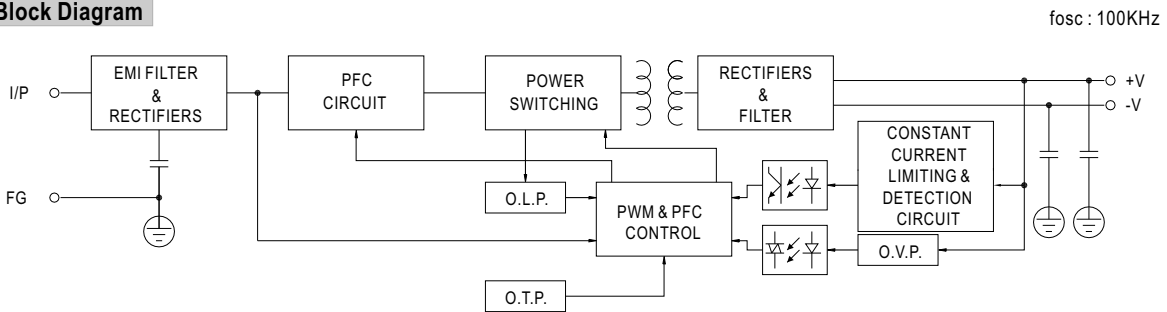 Block Diagram
fosc : 100KHz
I/P
EMI FILTER
&
RECTIFIERS
PFC
CIRCUIT
POWER
SWITCHING
RECTIFIERS
&
FILTER
+V
-V
CONSTANT
CURRENT
LIMITING &
DETECTION
CIRCUIT
FG
O.L.P.
PWM & PFC
CONTROL
O.V.P.
O.T.P.